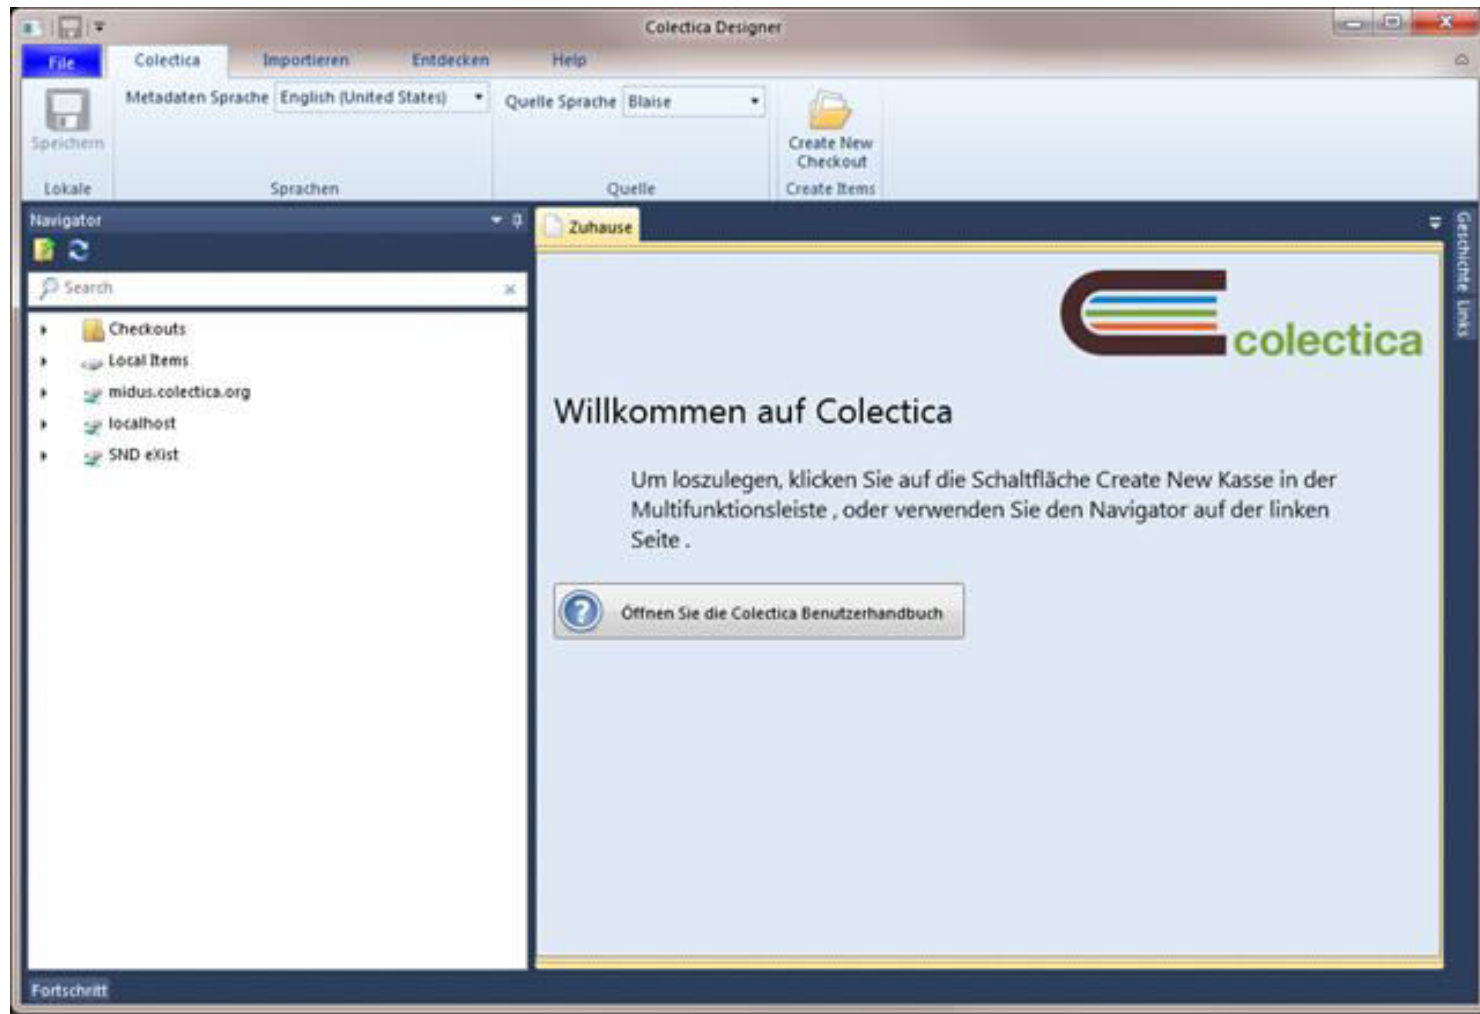 Colectica Designer
File Colectica Importieren Entdecken Help
Metadaten Sprache English (United States) Quelle Sprache Blaise
Speichern
Create New
Checkout
Lokale Sprachen Quelle Create Items
Navigator
Zuhause
Geschichte Links
Search
Checkouts
Local Items
midus.colectica.org
localhost
SND eXist
colectica
Willkommen auf Colectica
Um loszulegen, klicken Sie auf die Schaltfläche Create New Kasse in der
Multifunktionsleiste , oder verwenden Sie den Navigator auf der linken
Seite .
Öffnen Sie die Colectica Benutzerhandbuch
Fortschritt